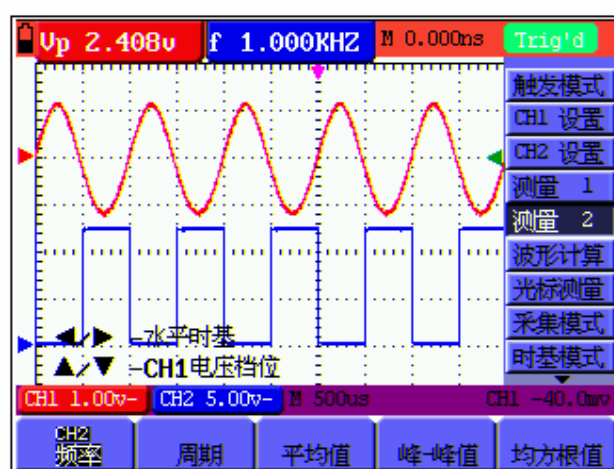 Vp 2.408v f 1.000KHZ M 0.000ns Trig'd
触发模式
CH1 设置
CH2 设置
测量 1
测量 2
波形计算
光标测量
采集模式
时基模式
◀/▶ -水平时基
▲/▼ -CH1电压档位
CH1 1.00v- CH2 5.00v- M 500us CH1 -40.0mv
CH2
频率 周期 平均值 峰-峰值 均方根值